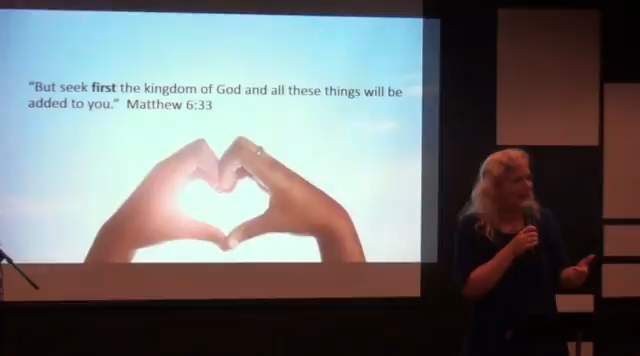 “But seek first the kingdom of God and all these things will be
added to you.”  Matthew 6:33